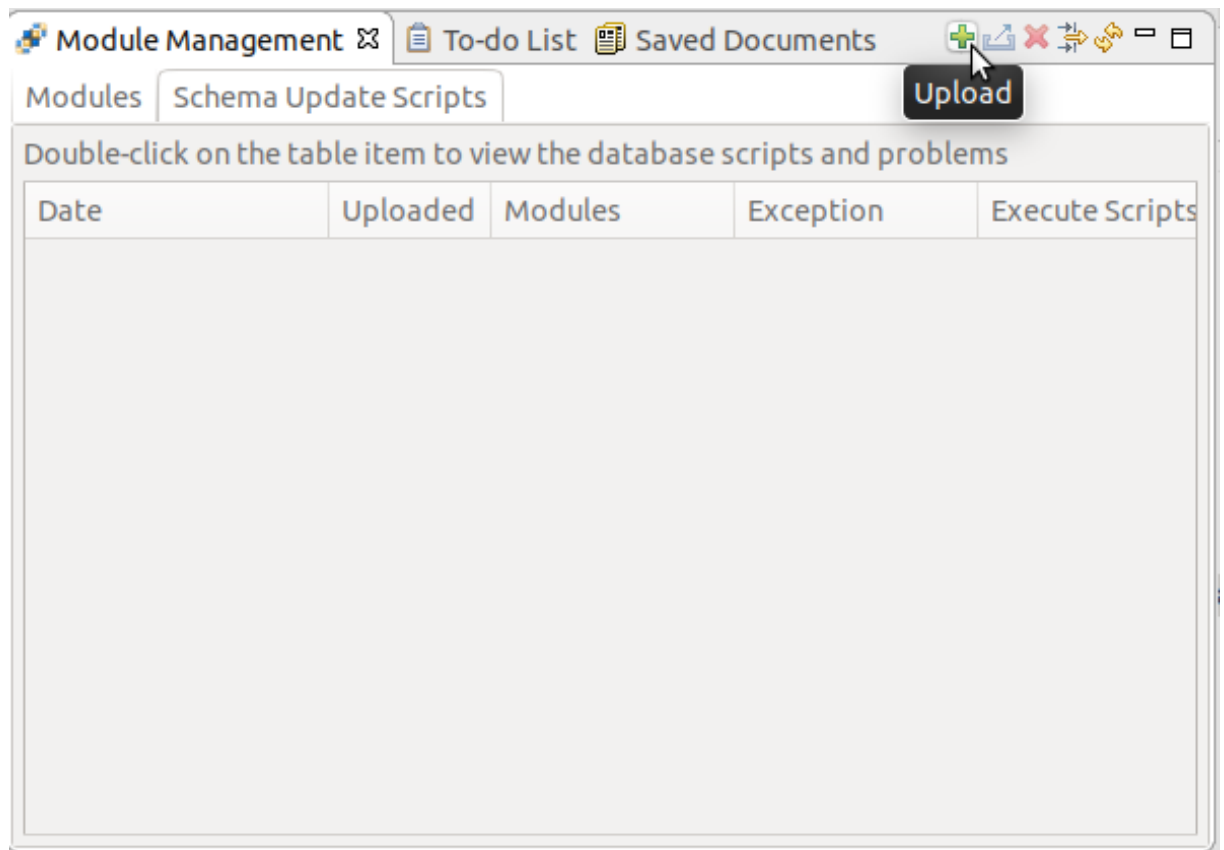 Module Management To-do List Saved Documents
Upload
Modules Schema Update Scripts
Double-click on the table item to view the database scripts and problems
Date Uploaded Modules Exception Execute Scripts